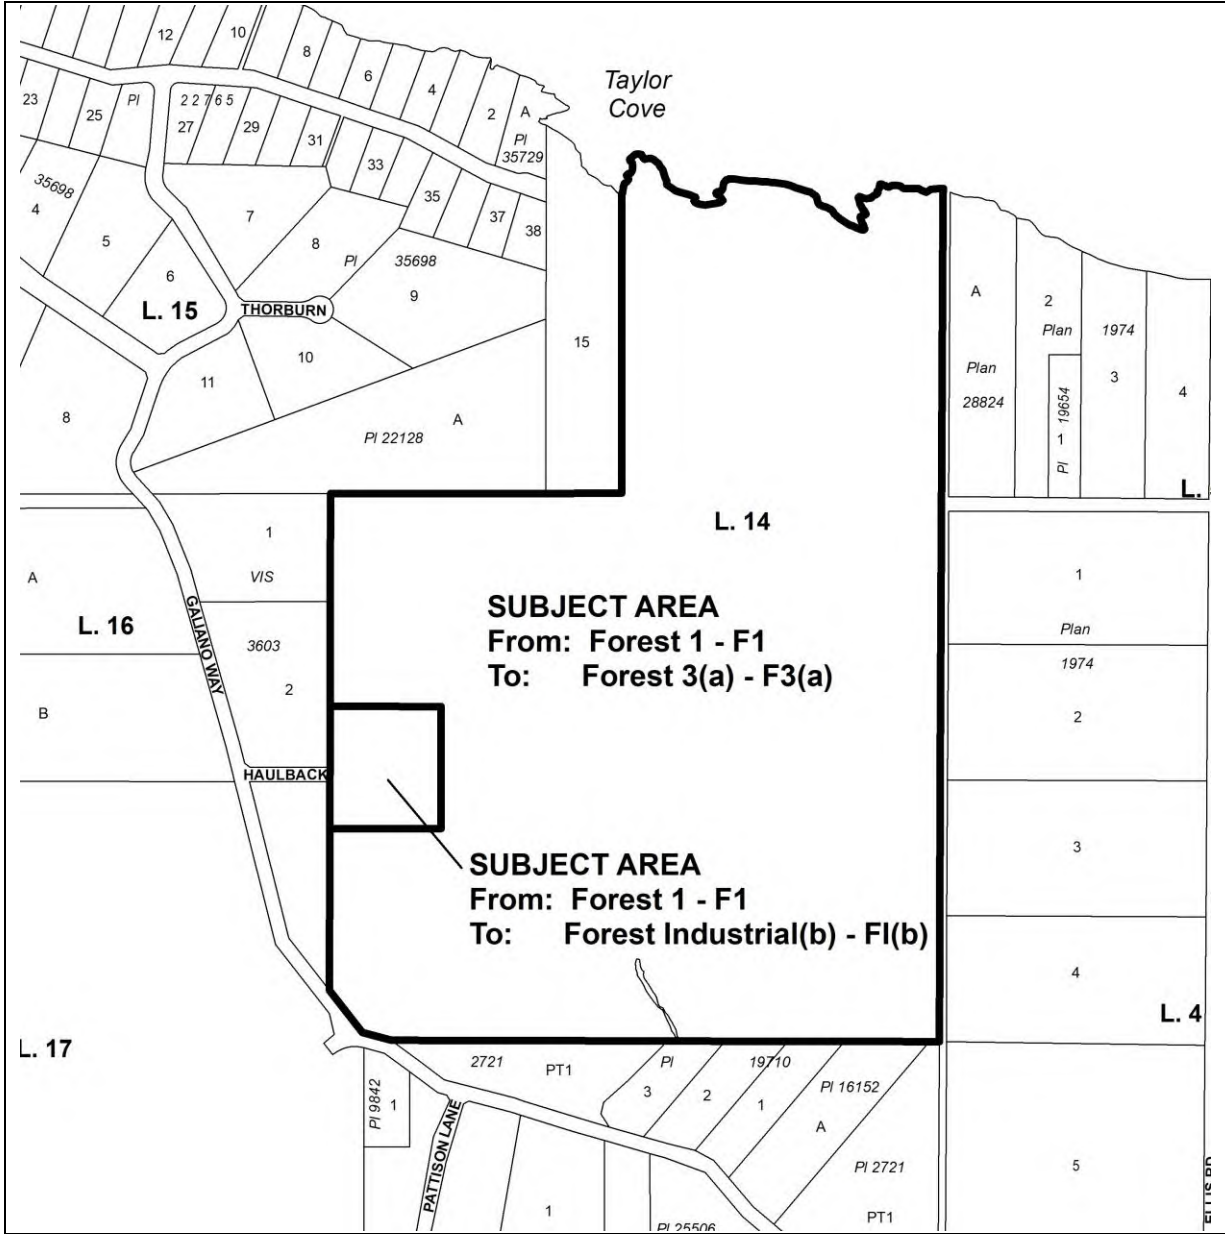 12
10
8
6
4
2
A
Pl
35729
Taylor
Cove
23
25
Pl
2 2 7 6 5
27
29
31
33
35
37
38
35698
4
5
6
7
8
Pl
35698
9
L. 15
THORBURN
10
11
8
15
A
Pl 22128
A
Plan
28824
2
Plan
1974
Pl 1 19654
3
4
L.
L. 14
1
VIS
A
L. 16
GALIANO WAY
3603
2
B
HAULBACK
SUBJECT AREA
From: Forest 1 - F1
To: Forest 3(a) - F3(a)
1
Plan
1974
2
3
SUBJECT AREA
From: Forest 1 - F1
To: Forest Industrial(b) - FI(b)
4
L. 4
L. 17
2721
PT1
Pl
19710
3
2
1
Pl 16152
A
Pl 9842
1
PATTISON LANE
1
Pl 25506
Pl 2721
PT1
5
ELLIS RD